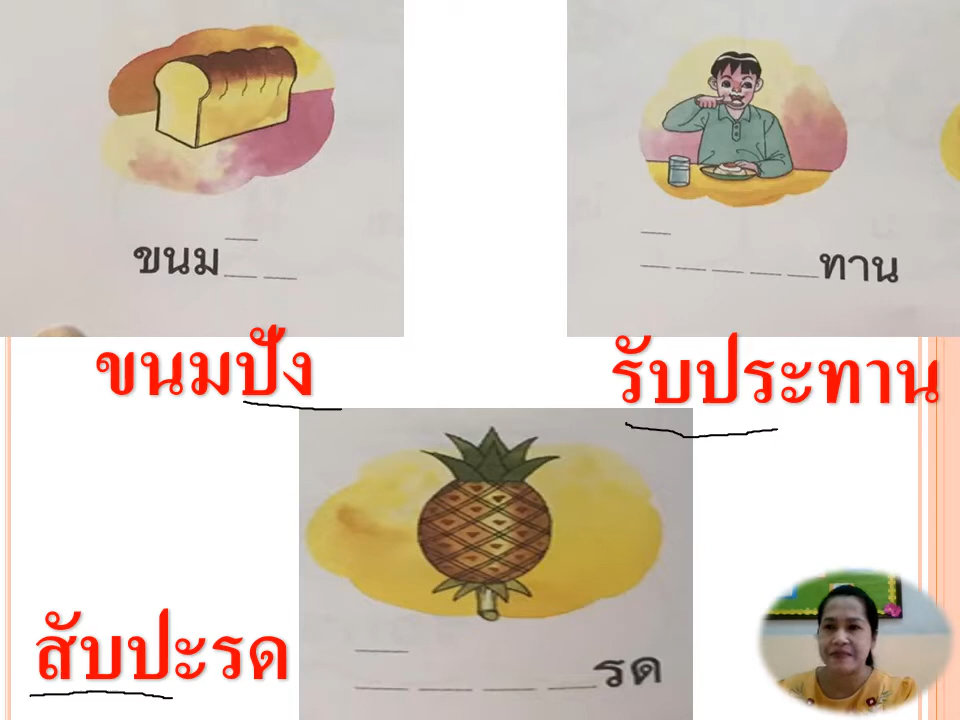 ขนม
ทาน
ขนมปัง
รับประทาน
สับปะรด
รด